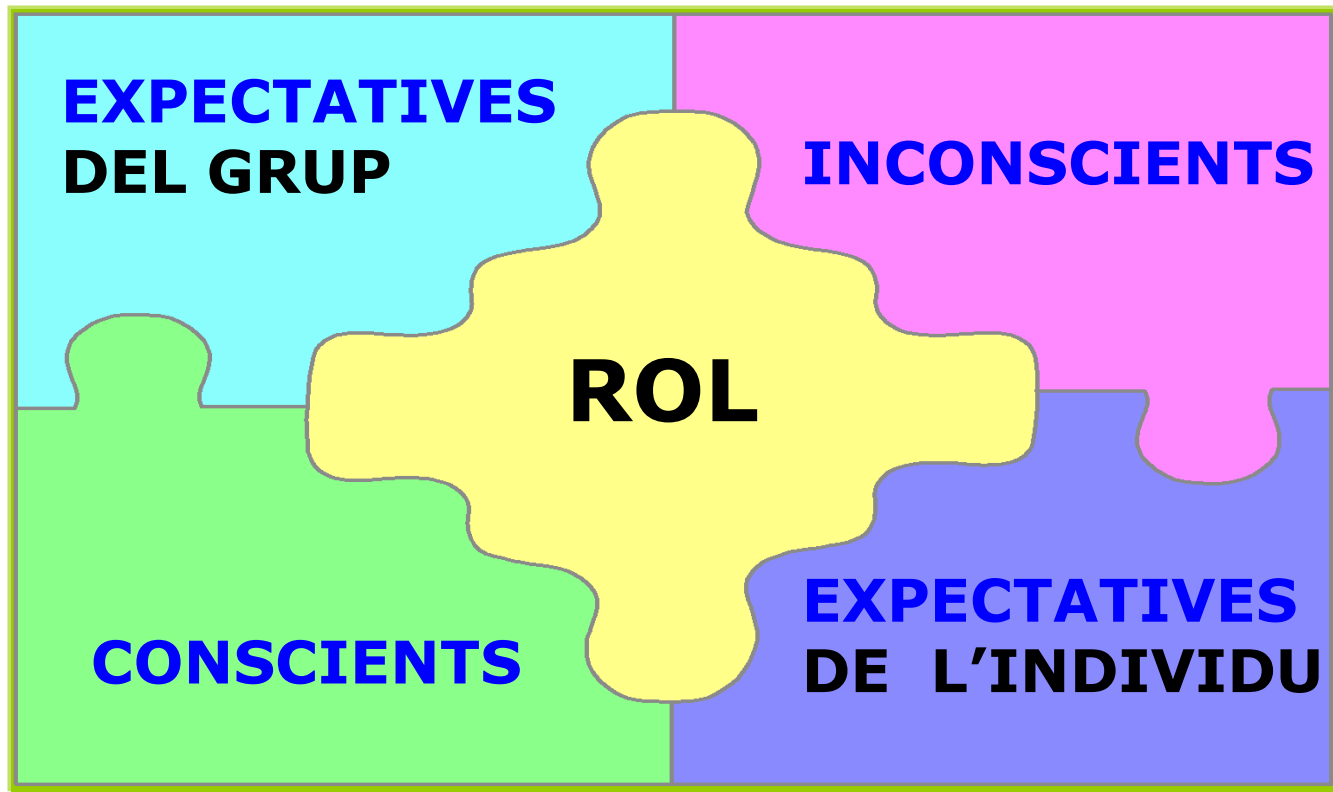 EXPECTATIVES
DEL GRUP
INCONSCIENTS
ROL
CONSCIENTS
EXPECTATIVES
DE L’INDIVIDU